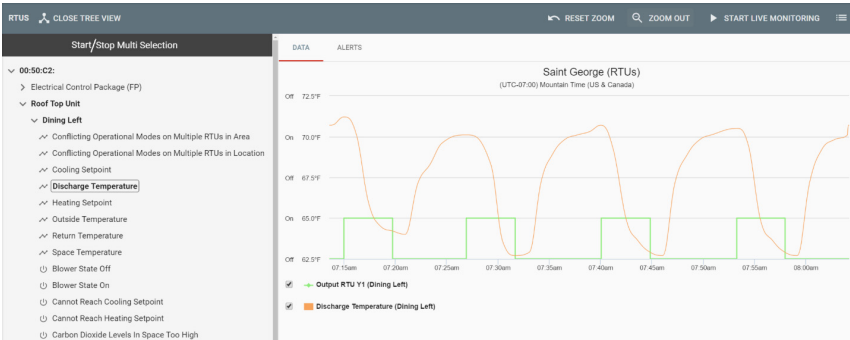 RTUS CLOSE TREE VIEW RESET ZOOM ZOOM OUT START LIVE MONITORING
Start/Stop Multi Selection
00:50:C2:
Electrical Control Package (FP)
Roof Top Unit
Dining Left
Conflicting Operational Modes on Multiple RTUs in Area
Conflicting Operational Modes on Multiple RTUs in Location
Cooling Setpoint
Discharge Temperature
Heating Setpoint
Outside Temperature
Return Temperature
Space Temperature
Blower State Off
Blower State On
Cannot Reach Cooling Setpoint
Cannot Reach Heating Setpoint
Carbon Dioxide Levels In Space Too High
DATA ALERTS
Saint George (RTUs)
(UTC-07:00) Mountain Time (US & Canada)
Off 72.5°F
On 70.0°F
Off 67.5°F
On 65.0°F
Off 62.5°F
07:15am 07:20am 07:25am 07:30am 07:35am 07:40am 07:45am 07:50am 07:55am 08:00am
Output RTU Y1 (Dining Left)
Discharge Temperature (Dining Left)